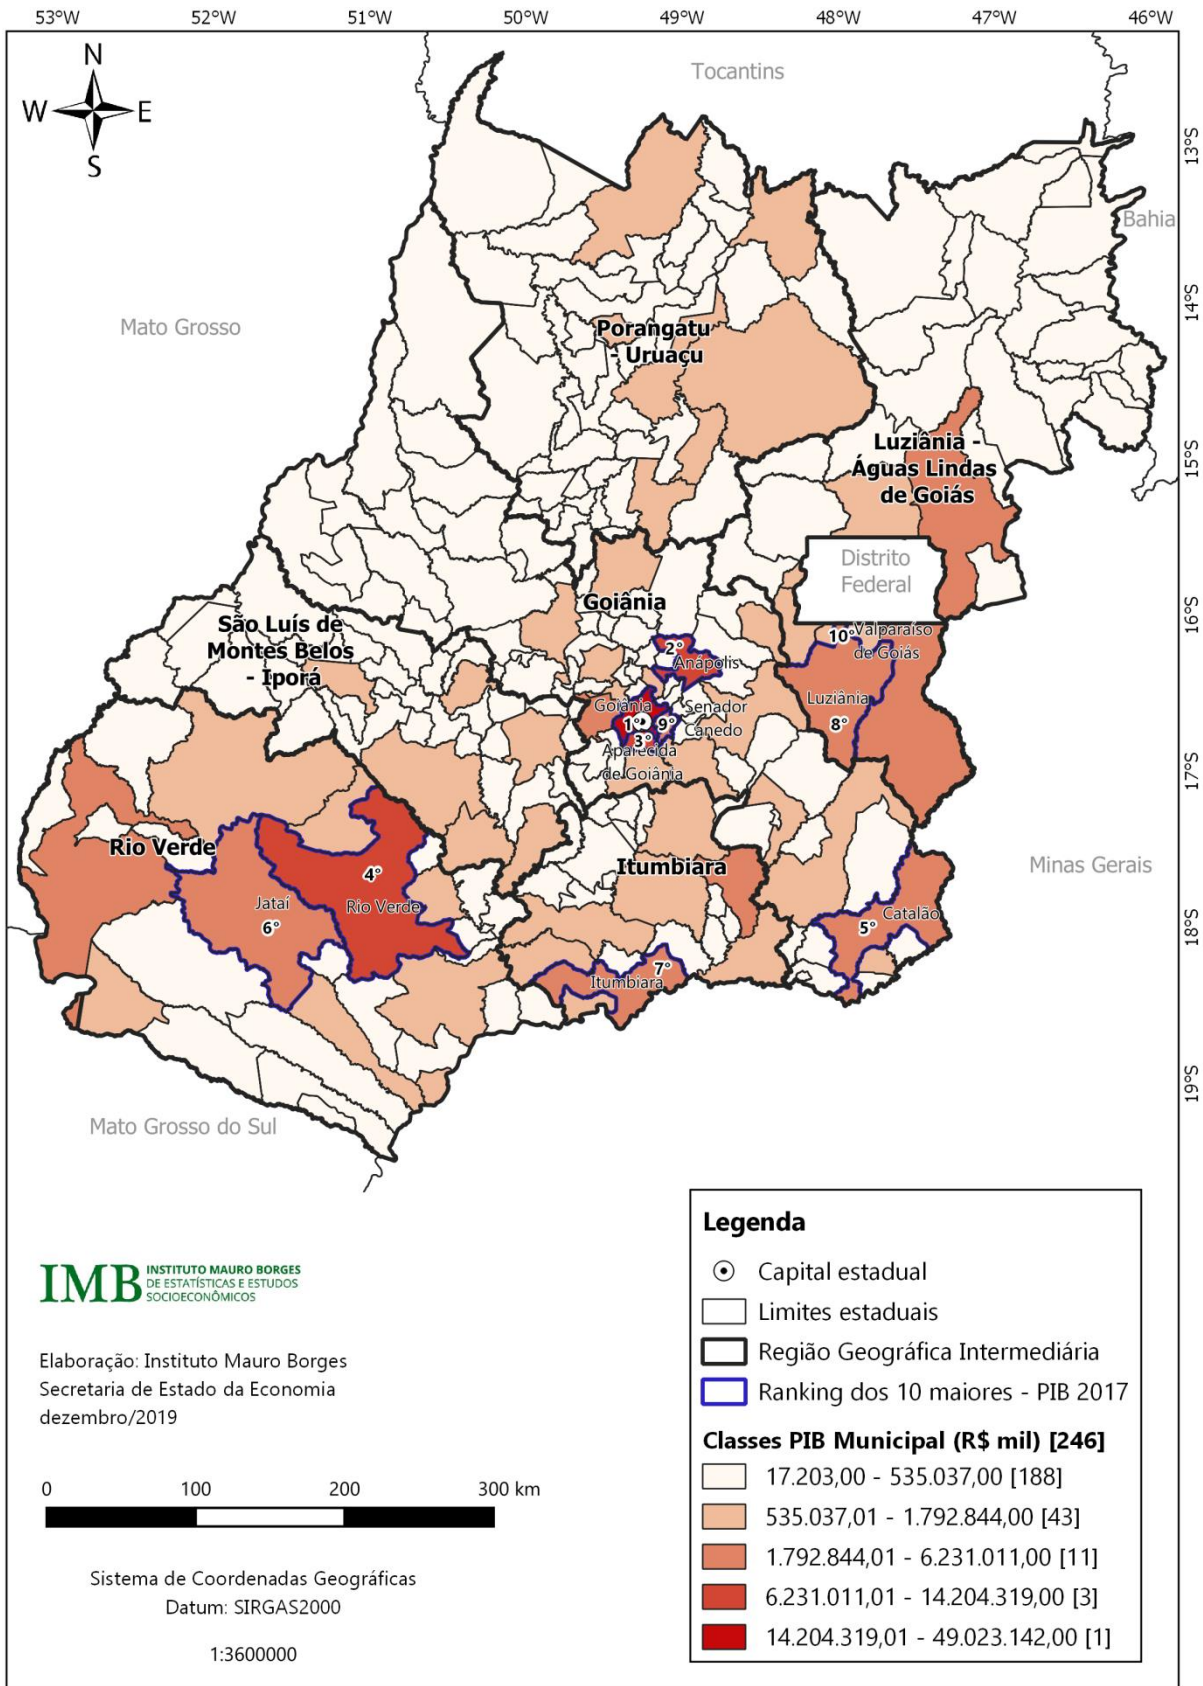 53°W 52°W 51°W 50°W 49°W 48°W 47°W 46°W
N
W E
S
Tocantins
13°S
Bahia
14°S
Mato Grosso
Porangatu
- Uruaçu
15°S
Luziânia -
Águas Lindas
de Goiás
Distrito
Federal
16°S
Goiânia
São Luís de
Montes Belos
- Iporá
10°
Valparaíso
de Goiás
2°
Anápolis
Luziânia
8°
Goiânia
1°
Senador
Canedo
9°
3°
Aparecida
de Goiânia
17°S
Rio Verde
Itumbiara
Minas Gerais
4°
Rio Verde
Jataí
6°
Catalão
5°
18°S
7°
Itumbiara
19°S
Mato Grosso do Sul
Legenda
Capital estadual
Limites estaduais
Região Geográfica Intermediária
Ranking dos 10 maiores - PIB 2017
Classes PIB Municipal (R$ mil) [246]
17.203,00 - 535.037,00 [188]
535.037,01 - 1.792.844,00 [43]
1.792.844,01 - 6.231.011,00 [11]
6.231.011,01 - 14.204.319,00 [3]
14.204.319,01 - 49.023.142,00 [1]
IMB INSTITUTO MAURO BORGES
DE ESTATÍSTICAS E ESTUDOS
SOCIOECONÔMICOS
Elaboração: Instituto Mauro Borges
Secretaria de Estado da Economia
dezembro/2019
0 100 200 300 km
Sistema de Coordenadas Geográficas
Datum: SIRGAS2000
1:3600000